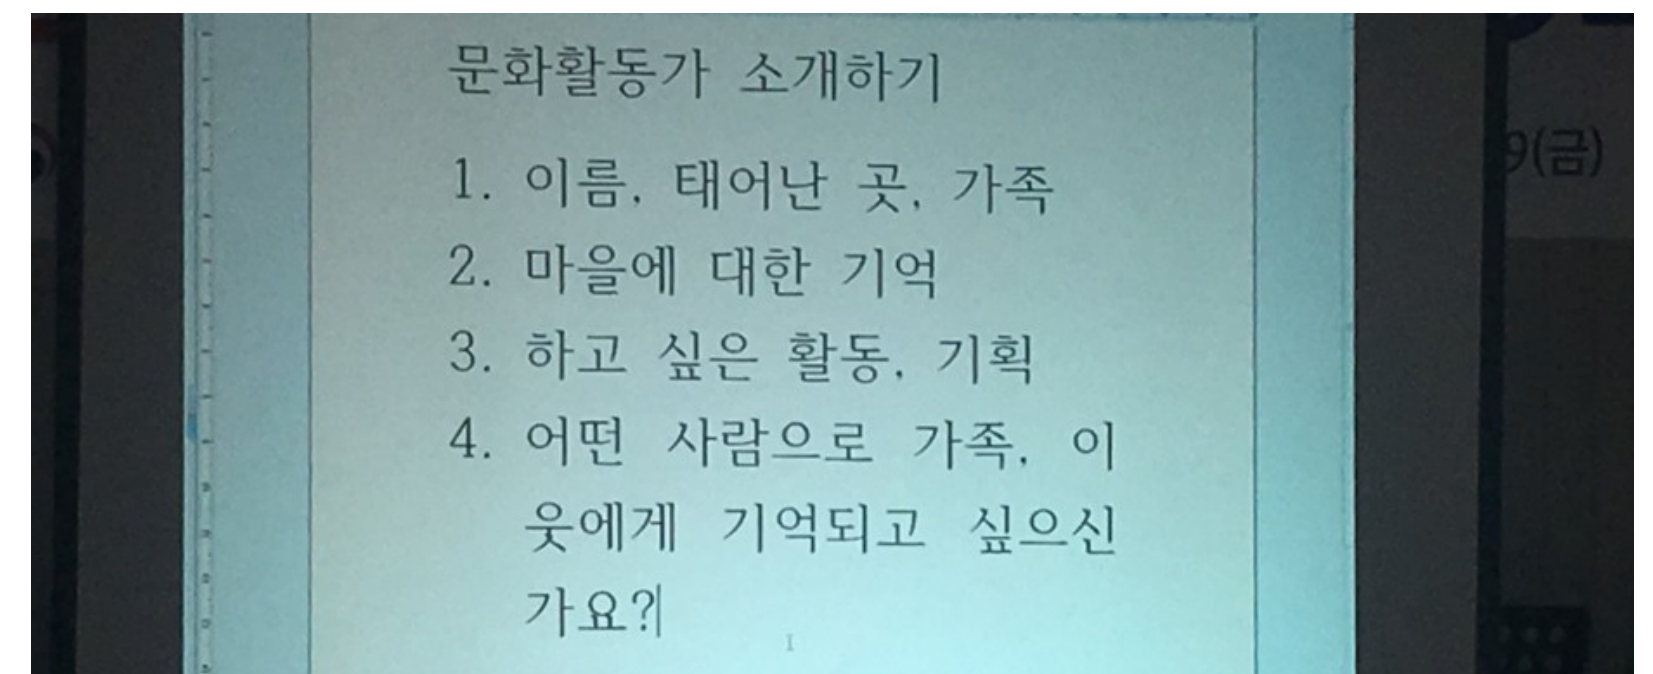 문화활동가 소개하기
1. 이름, 태어난 곳, 가족
2. 마을에 대한 기억
3. 하고 싶은 활동, 기획
4. 어떤 사람으로 가족, 이
웃에게 기억되고 싶으신
가요?
9(금)